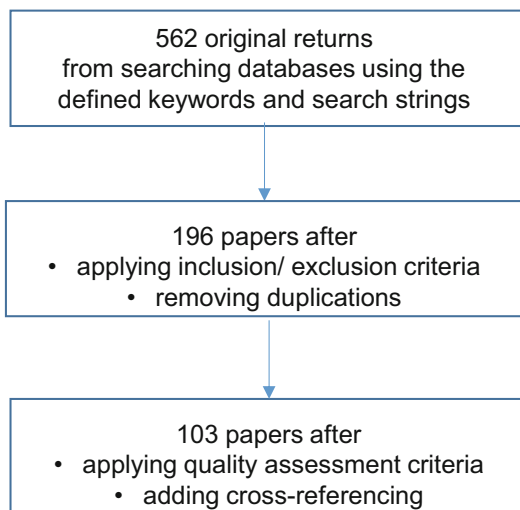 562 original returns
from searching databases using the
defined keywords and search strings
196 papers after
• applying inclusion/ exclusion criteria
• removing duplications
103 papers after
• applying quality assessment criteria
• adding cross-referencing